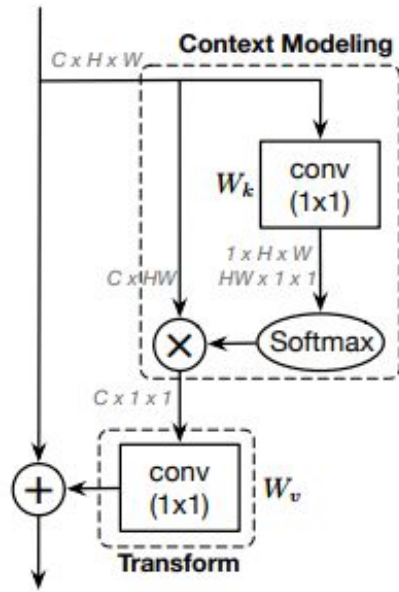 Context Modeling
C x H x W
W_k
conv
(1x1)
1 x H x W
HW x 1 x 1
C x HW
×
Softmax
C x 1 x 1
conv
(1x1)
W_v
+
Transform